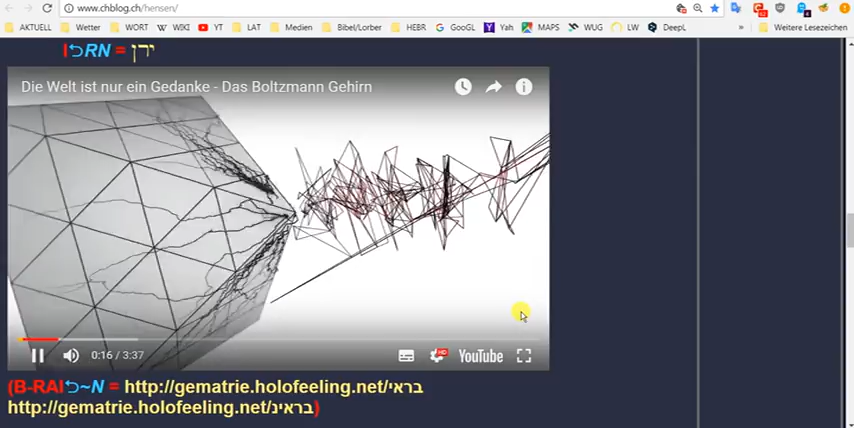 www.chblog.ch/hensen/
AKTUELL Wetter WORT WIKI YT LAT Medien Bibel/Lorber HEBR GooGL Yah MAPS WUG LW DeepL » Weitere Lesezeichen
I⮌RN = ירן
Die Welt ist nur ein Gedanke - Das Boltzmann Gehirn
0:16 / 3:37 HD YouTube
(B-RAI⮌~N = http://gematrie.holofeeling.net/בראי
http://gematrie.holofeeling.net/בראינ)